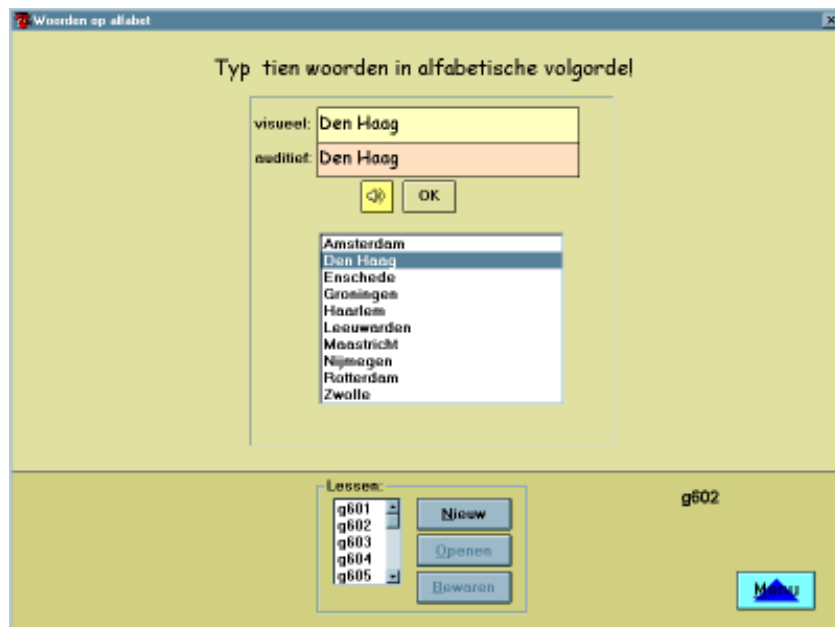 Woorden op alfabet
Typ tien woorden in alfabetische volgorde!
visueel: Den Haag
auditief: Den Haag
OK
Amsterdam
Den Haag
Enschede
Groningen
Haarlem
Leeuwarden
Maastricht
Nijmegen
Rotterdam
Zwolle
Lessen:
g601
g602
g603
g604
g605
Nieuw
Openen
Bewaren
g602
Menu